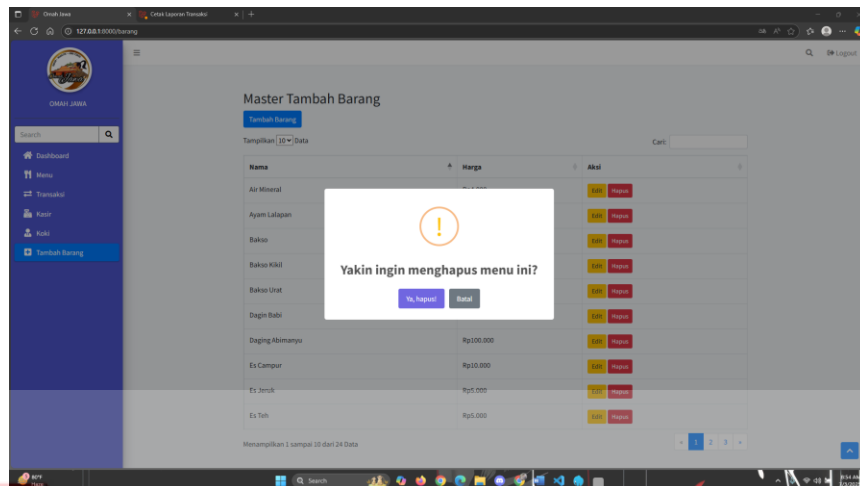 Omah Jawa
Cetak Laporan Transaksi
127.0.0.1:8000/barang
Logout
OMAH JAWA
Search
Dashboard
Menu
Transaksi
Kasir
Koki
Tambah Barang
Master Tambah Barang
Tambah Barang
Tampilkan 10 Data
Cari:
Nama Harga Aksi
Air Mineral Edit Hapus
Ayam Lalapan Edit Hapus
Bakso Edit Hapus
Bakso Kikil Edit Hapus
Bakso Urat Edit Hapus
Dagin Babi Edit Hapus
Daging Abimanyu Rp100.000 Edit Hapus
Es Campur Rp10.000 Edit Hapus
Es Jeruk Rp5.000 Edit Hapus
Es Teh Rp5.000 Edit Hapus
Yakin ingin menghapus menu ini?
Ya, hapus!
Batal
Menampilkan 1 sampai 10 dari 24 Data
« 1 2 3 »
Search